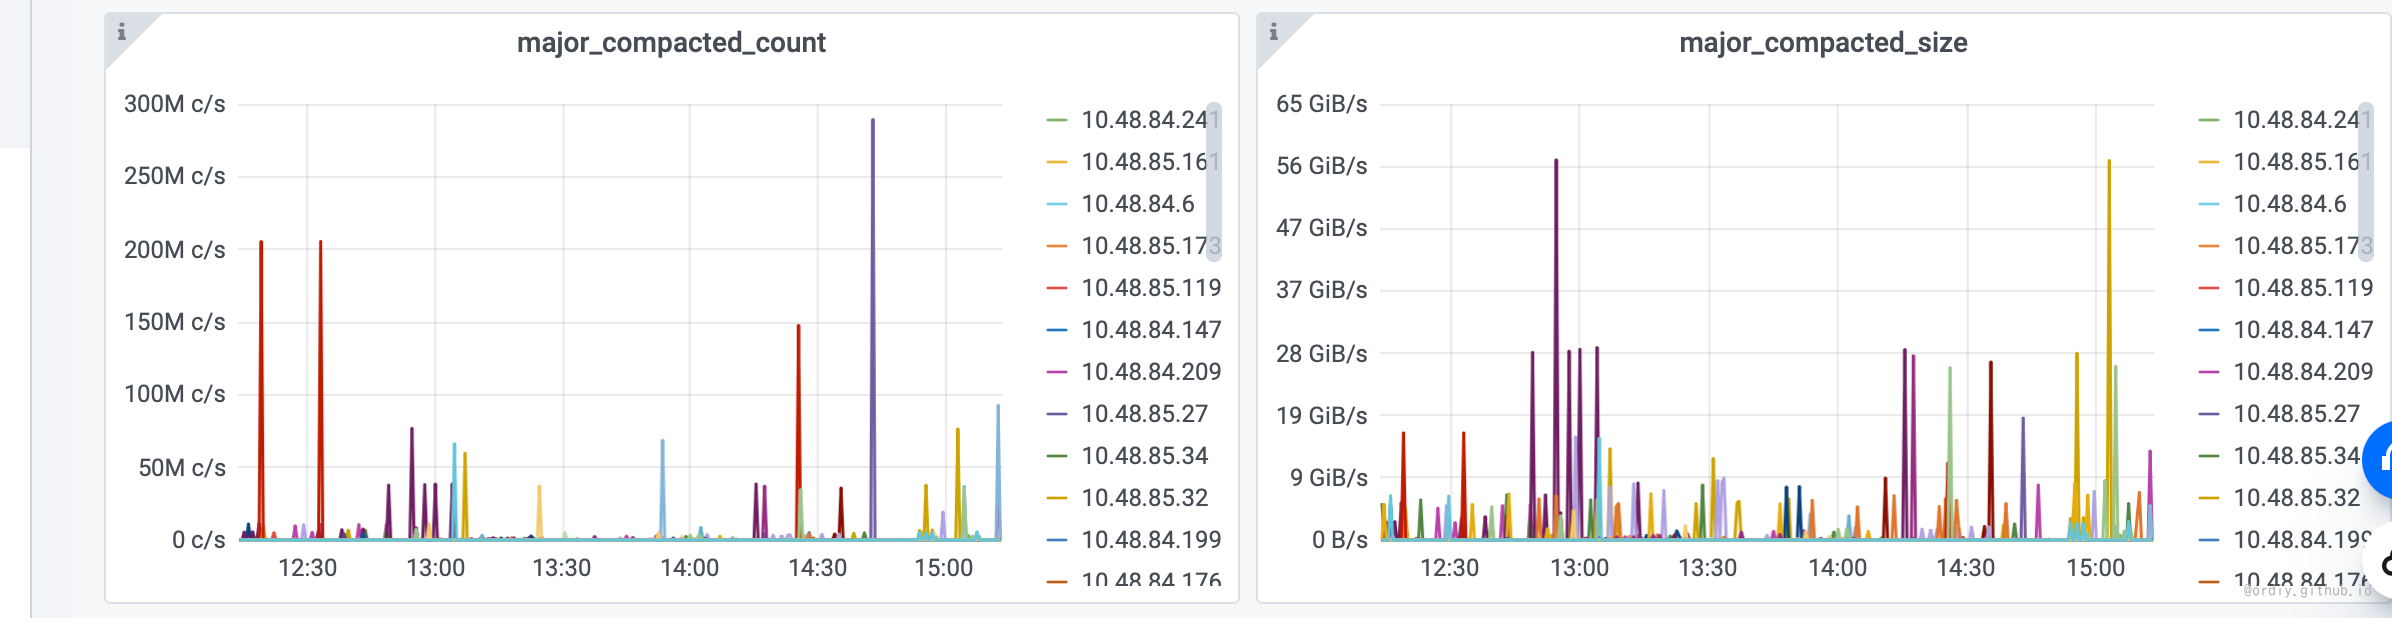 major_compacted_count
300M c/s
250M c/s
200M c/s
150M c/s
100M c/s
50M c/s
0 c/s
12:30 13:00 13:30 14:00 14:30 15:00
10.48.84.241
10.48.85.161
10.48.84.6
10.48.85.173
10.48.85.119
10.48.84.147
10.48.84.209
10.48.85.27
10.48.85.34
10.48.85.32
10.48.84.199
10.48.84.176
major_compacted_size
65 GiB/s
56 GiB/s
47 GiB/s
37 GiB/s
28 GiB/s
19 GiB/s
9 GiB/s
0 B/s
12:30 13:00 13:30 14:00 14:30 15:00
10.48.84.241
10.48.85.161
10.48.84.6
10.48.85.173
10.48.85.119
10.48.84.147
10.48.84.209
10.48.85.27
10.48.85.34
10.48.85.32
10.48.84.199
10.48.84.176
@ordiy.github.io